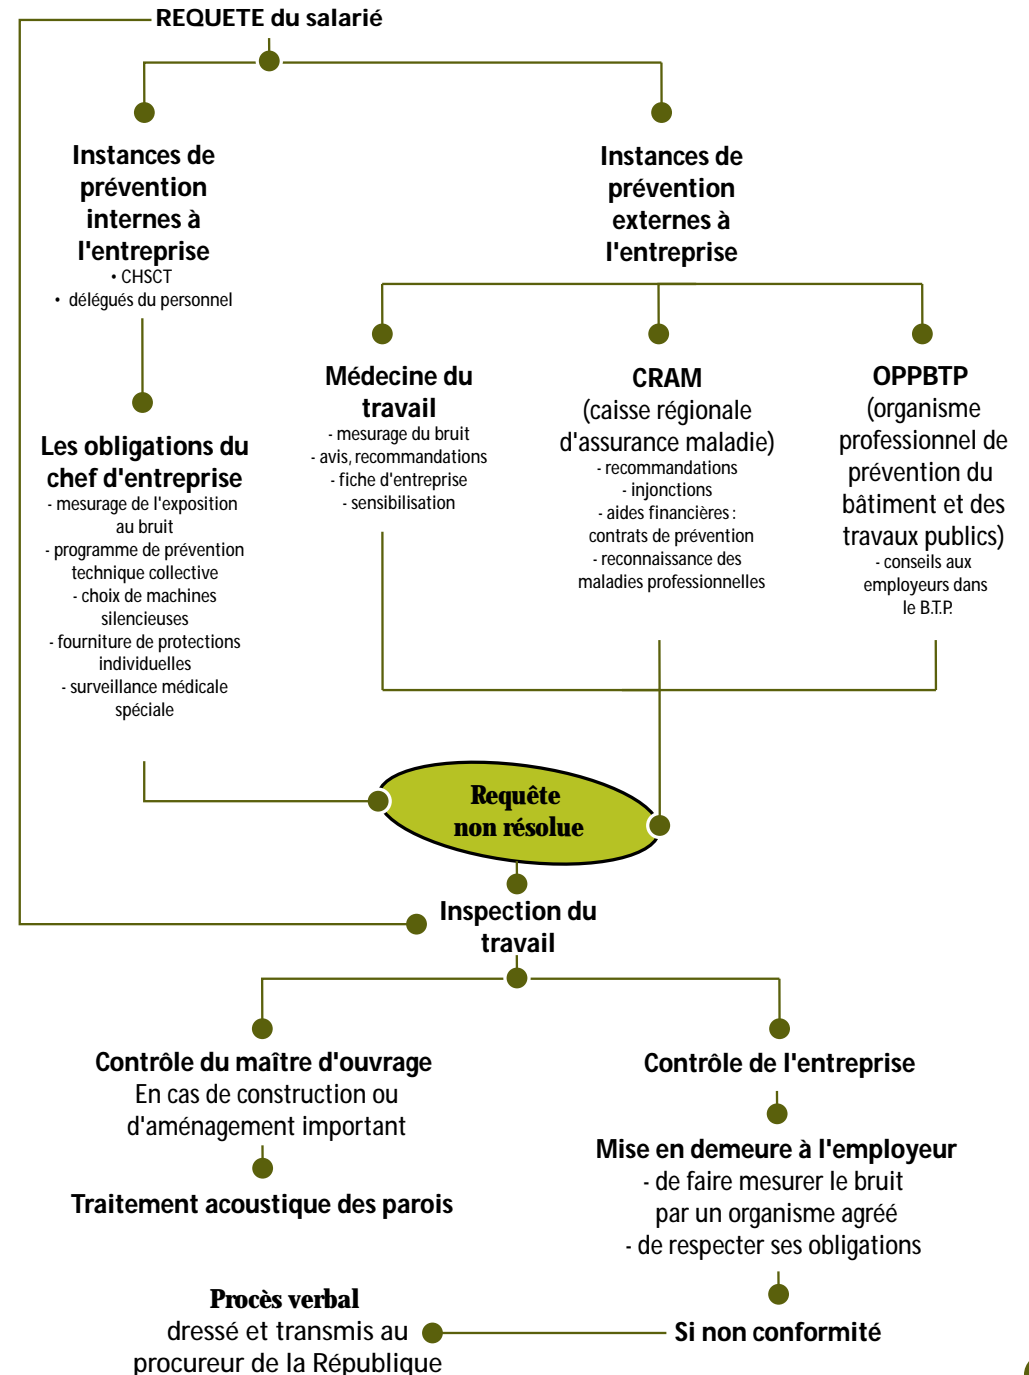 REQUETE du salarié
Instances de
prévention
internes à
l'entreprise
• CHSCT
• délégués du personnel
Les obligations du
chef d'entreprise
- mesurage de l'exposition
au bruit
- programme de prévention
technique collective
- choix de machines
silencieuses
- fourniture de protections
individuelles
- surveillance médicale
spéciale
Instances de
prévention
externes à
l'entreprise
Médecine du
travail
- mesurage du bruit
- avis, recommandations
- fiche d'entreprise
- sensibilisation
CRAM
(caisse régionale
d'assurance maladie)
- recommandations
- injonctions
- aides financières :
contrats de prévention
- reconnaissance des
maladies professionnelles
OPPBTP
(organisme
professionnel de
prévention du
bâtiment et des
travaux publics)
- conseils aux
employeurs dans
le B.T.P.
Requête
non résolue
Inspection du
travail
Contrôle du maître d'ouvrage
En cas de construction ou
d'aménagement important
Traitement acoustique des parois
Contrôle de l'entreprise
Mise en demeure à l'employeur
- de faire mesurer le bruit
par un organisme agréé
- de respecter ses obligations
Si non conformité
Procès verbal
dressé et transmis au
procureur de la République